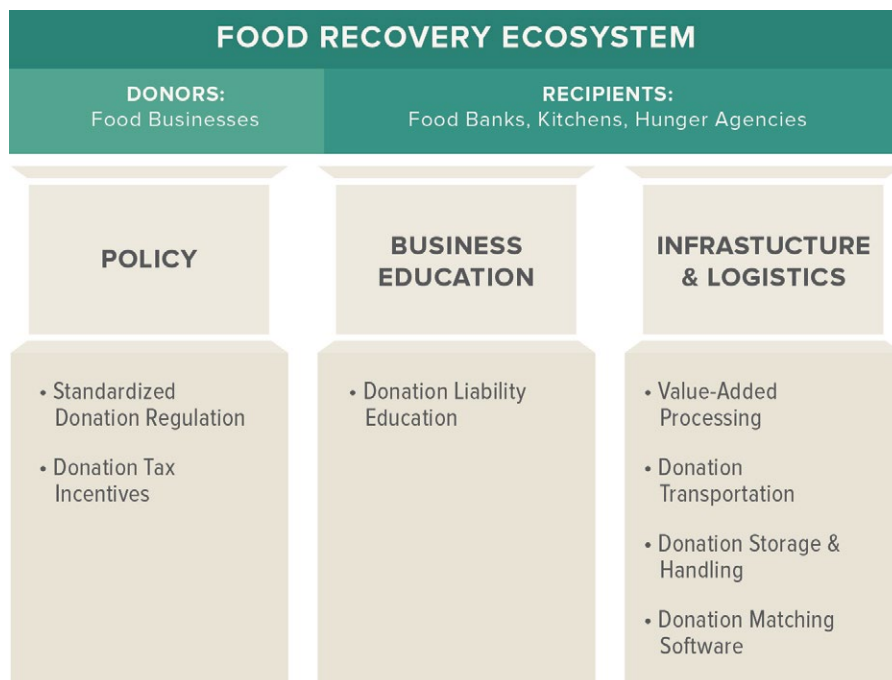 FOOD RECOVERY ECOSYSTEM
DONORS:
Food Businesses
RECIPIENTS:
Food Banks, Kitchens, Hunger Agencies
POLICY
• Standardized
Donation Regulation
• Donation Tax
Incentives
BUSINESS
EDUCATION
• Donation Liability
Education
INFRASTUCTURE
& LOGISTICS
• Value-Added
Processing
• Donation
Transportation
• Donation Storage &
Handling
• Donation Matching
Software